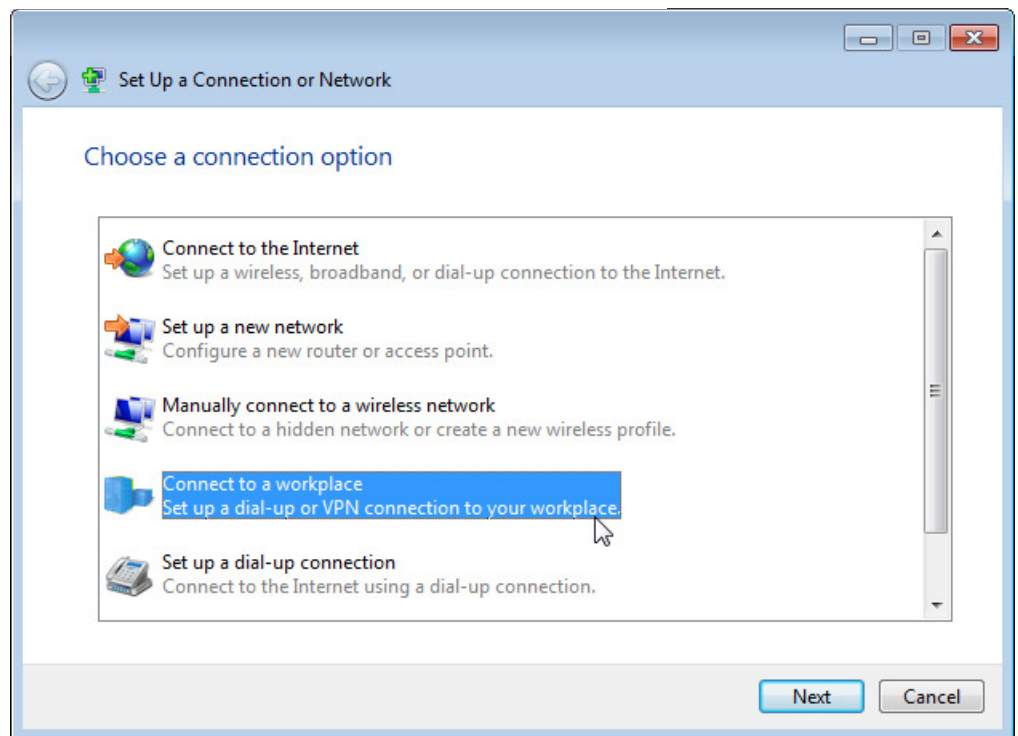 Set Up a Connection or Network
Choose a connection option
Connect to the Internet
Set up a wireless, broadband, or dial-up connection to the Internet.
Set up a new network
Configure a new router or access point.
Manually connect to a wireless network
Connect to a hidden network or create a new wireless profile.
Connect to a workplace
Set up a dial-up or VPN connection to your workplace.
Set up a dial-up connection
Connect to the Internet using a dial-up connection.
Next
Cancel